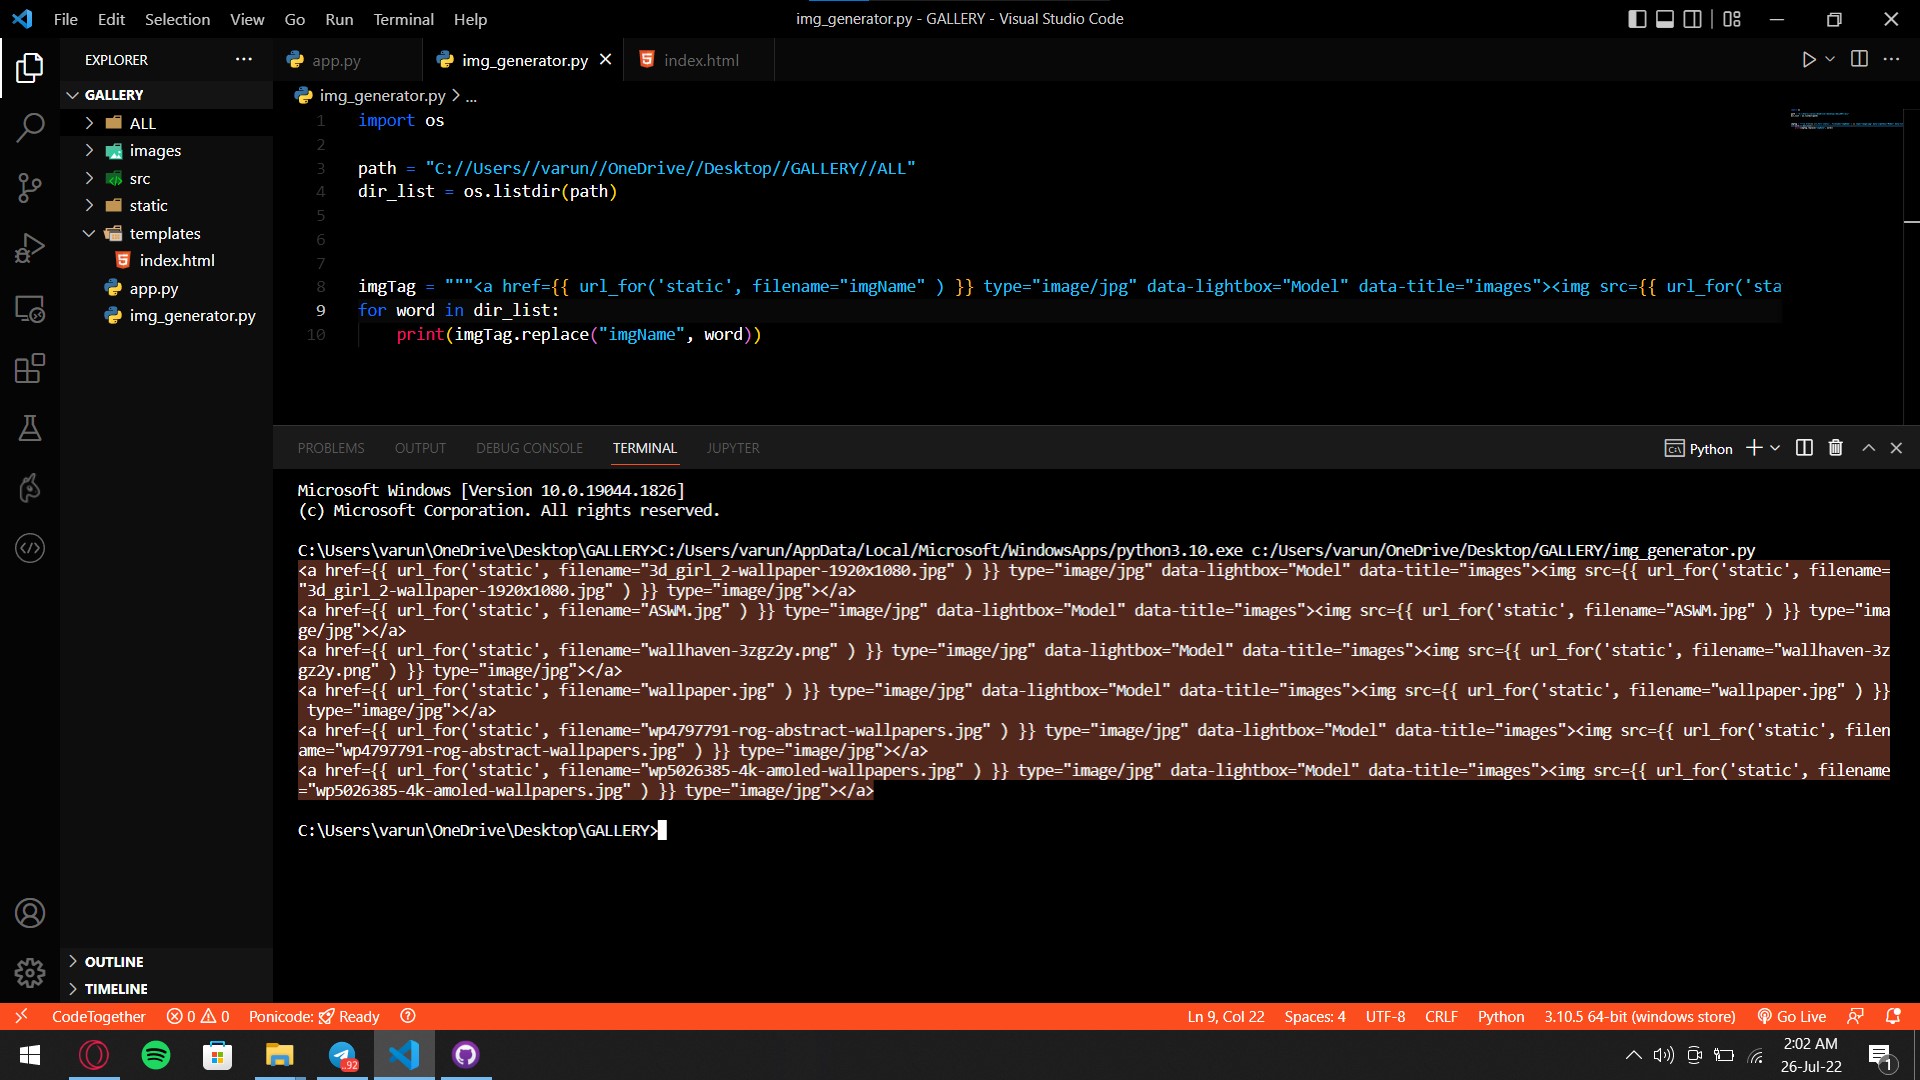 File Edit Selection View Go Run Terminal Help
img_generator.py - GALLERY - Visual Studio Code
EXPLORER
GALLERY
ALL
images
src
static
templates
index.html
app.py
img_generator.py
OUTLINE
TIMELINE
app.py
img_generator.py
index.html
img_generator.py > ...
1 import os
2
3 path = "C://Users//varun//OneDrive//Desktop//GALLERY//ALL"
4 dir_list = os.listdir(path)
5
6
7
8 imgTag = """<a href={{ url_for('static', filename="imgName" ) }} type="image/jpg" data-lightbox="Model" data-title="images"><img src={{ url_for('sta
9 for word in dir_list:
10 print(imgTag.replace("imgName", word))
PROBLEMS OUTPUT DEBUG CONSOLE TERMINAL JUPYTER
Python
Microsoft Windows [Version 10.0.19044.1826]
(c) Microsoft Corporation. All rights reserved.
C:\Users\varun\OneDrive\Desktop\GALLERY>C:/Users/varun/AppData/Local/Microsoft/WindowsApps/python3.10.exe c:/Users/varun/OneDrive/Desktop/GALLERY/img_generator.py
<a href={{ url_for('static', filename="3d_girl_2-wallpaper-1920x1080.jpg" ) }} type="image/jpg" data-lightbox="Model" data-title="images"><img src={{ url_for('static', filename=
"3d_girl_2-wallpaper-1920x1080.jpg" ) }} type="image/jpg"></a>
<a href={{ url_for('static', filename="ASWM.jpg" ) }} type="image/jpg" data-lightbox="Model" data-title="images"><img src={{ url_for('static', filename="ASWM.jpg" ) }} type="ima
ge/jpg"></a>
<a href={{ url_for('static', filename="wallhaven-3zgz2y.png" ) }} type="image/jpg" data-lightbox="Model" data-title="images"><img src={{ url_for('static', filename="wallhaven-3z
gz2y.png" ) }} type="image/jpg"></a>
<a href={{ url_for('static', filename="wallpaper.jpg" ) }} type="image/jpg" data-lightbox="Model" data-title="images"><img src={{ url_for('static', filename="wallpaper.jpg" ) }}
type="image/jpg"></a>
<a href={{ url_for('static', filename="wp4797791-rog-abstract-wallpapers.jpg" ) }} type="image/jpg" data-lightbox="Model" data-title="images"><img src={{ url_for('static', filen
ame="wp4797791-rog-abstract-wallpapers.jpg" ) }} type="image/jpg"></a>
<a href={{ url_for('static', filename="wp5026385-4k-amoled-wallpapers.jpg" ) }} type="image/jpg" data-lightbox="Model" data-title="images"><img src={{ url_for('static', filename
="wp5026385-4k-amoled-wallpapers.jpg" ) }} type="image/jpg"></a>
C:\Users\varun\OneDrive\Desktop\GALLERY>
CodeTogether 0 0 Ponicode: Ready Ln 9, Col 22 Spaces: 4 UTF-8 CRLF Python 3.10.5 64-bit (windows store) Go Live
92
2:02 AM
26-Jul-22
1